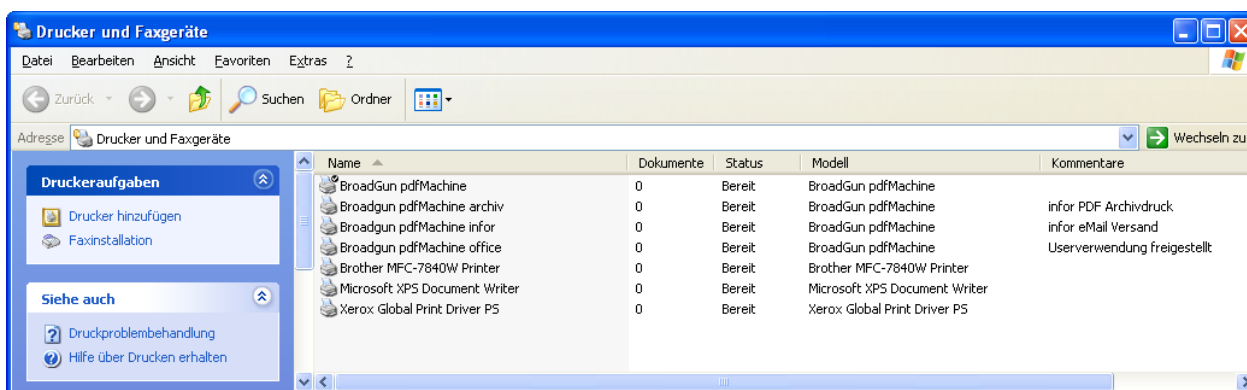 Drucker und Faxgeräte
Datei Bearbeiten Ansicht Favoriten Extras ?
Zurück Suchen Ordner
Adresse Drucker und Faxgeräte Wechseln zu
Druckeraufgaben
Drucker hinzufügen
Faxinstallation
Siehe auch
Druckproblembehandlung
Hilfe über Drucken erhalten
Name Dokumente Status Modell Kommentare
BroadGun pdfMachine 0 Bereit BroadGun pdfMachine
Broadgun pdfMachine archiv 0 Bereit BroadGun pdfMachine infor PDF Archivdruck
Broadgun pdfMachine infor 0 Bereit BroadGun pdfMachine infor eMail Versand
Broadgun pdfMachine office 0 Bereit BroadGun pdfMachine Userverwendung freigestellt
Brother MFC-7840W Printer 0 Bereit Brother MFC-7840W Printer
Microsoft XPS Document Writer 0 Bereit Microsoft XPS Document Writer
Xerox Global Print Driver PS 0 Bereit Xerox Global Print Driver PS